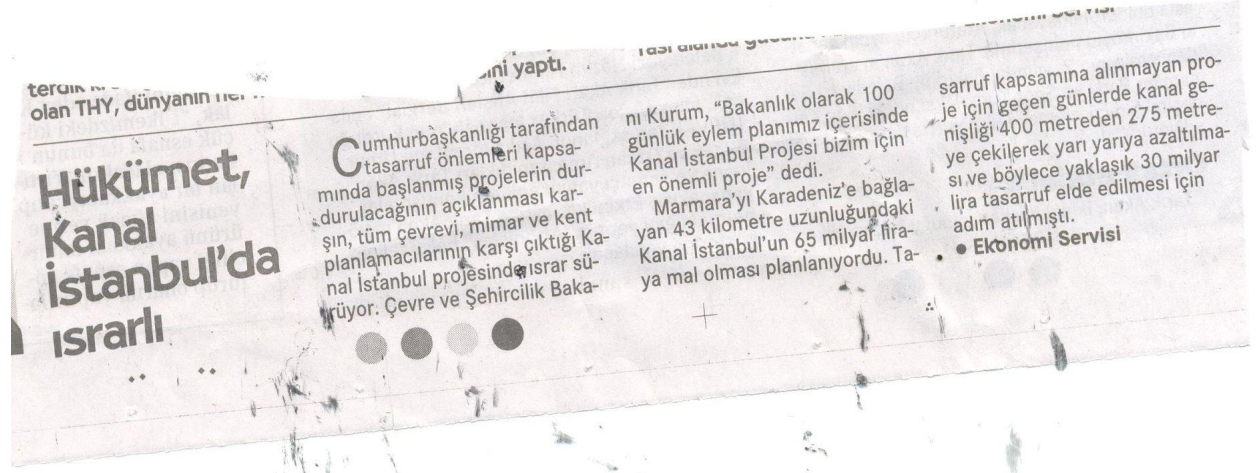 ini yaptı.
Ekonomi Servisi
olan THY, dünyanın her
Hükümet,
Kanal
İstanbul'da
ısrarlı
Cumhurbaşkanlığı tarafından
tasarruf önlemleri kapsa-
mında başlanmış projelerin dur-
durulacağının açıklanması kar-
şın, tüm çevrevi, mimar ve kent
planlamacılarının karşı çıktığı Ka-
nal İstanbul projesinde ısrar sü-
rüyor. Çevre ve Şehircilik Baka-
nı Kurum, “Bakanlık olarak 100
günlük eylem planımız içerisinde
Kanal İstanbul Projesi bizim için
en önemli proje” dedi.
Marmara'yı Karadeniz'e bağla-
yan 43 kilometre uzunluğundaki
Kanal İstanbul'un 65 milyar lira-
ya mal olması planlanıyordu. Ta-
sarruf kapsamına alınmayan pro-
je için geçen günlerde kanal ge-
nişliği 400 metreden 275 metre-
ye çekilerek yarı yarıya azaltılma-
sı ve böylece yaklaşık 30 milyar
lira tasarruf elde edilmesi için
adım atılmıştı.
• Ekonomi Servisi